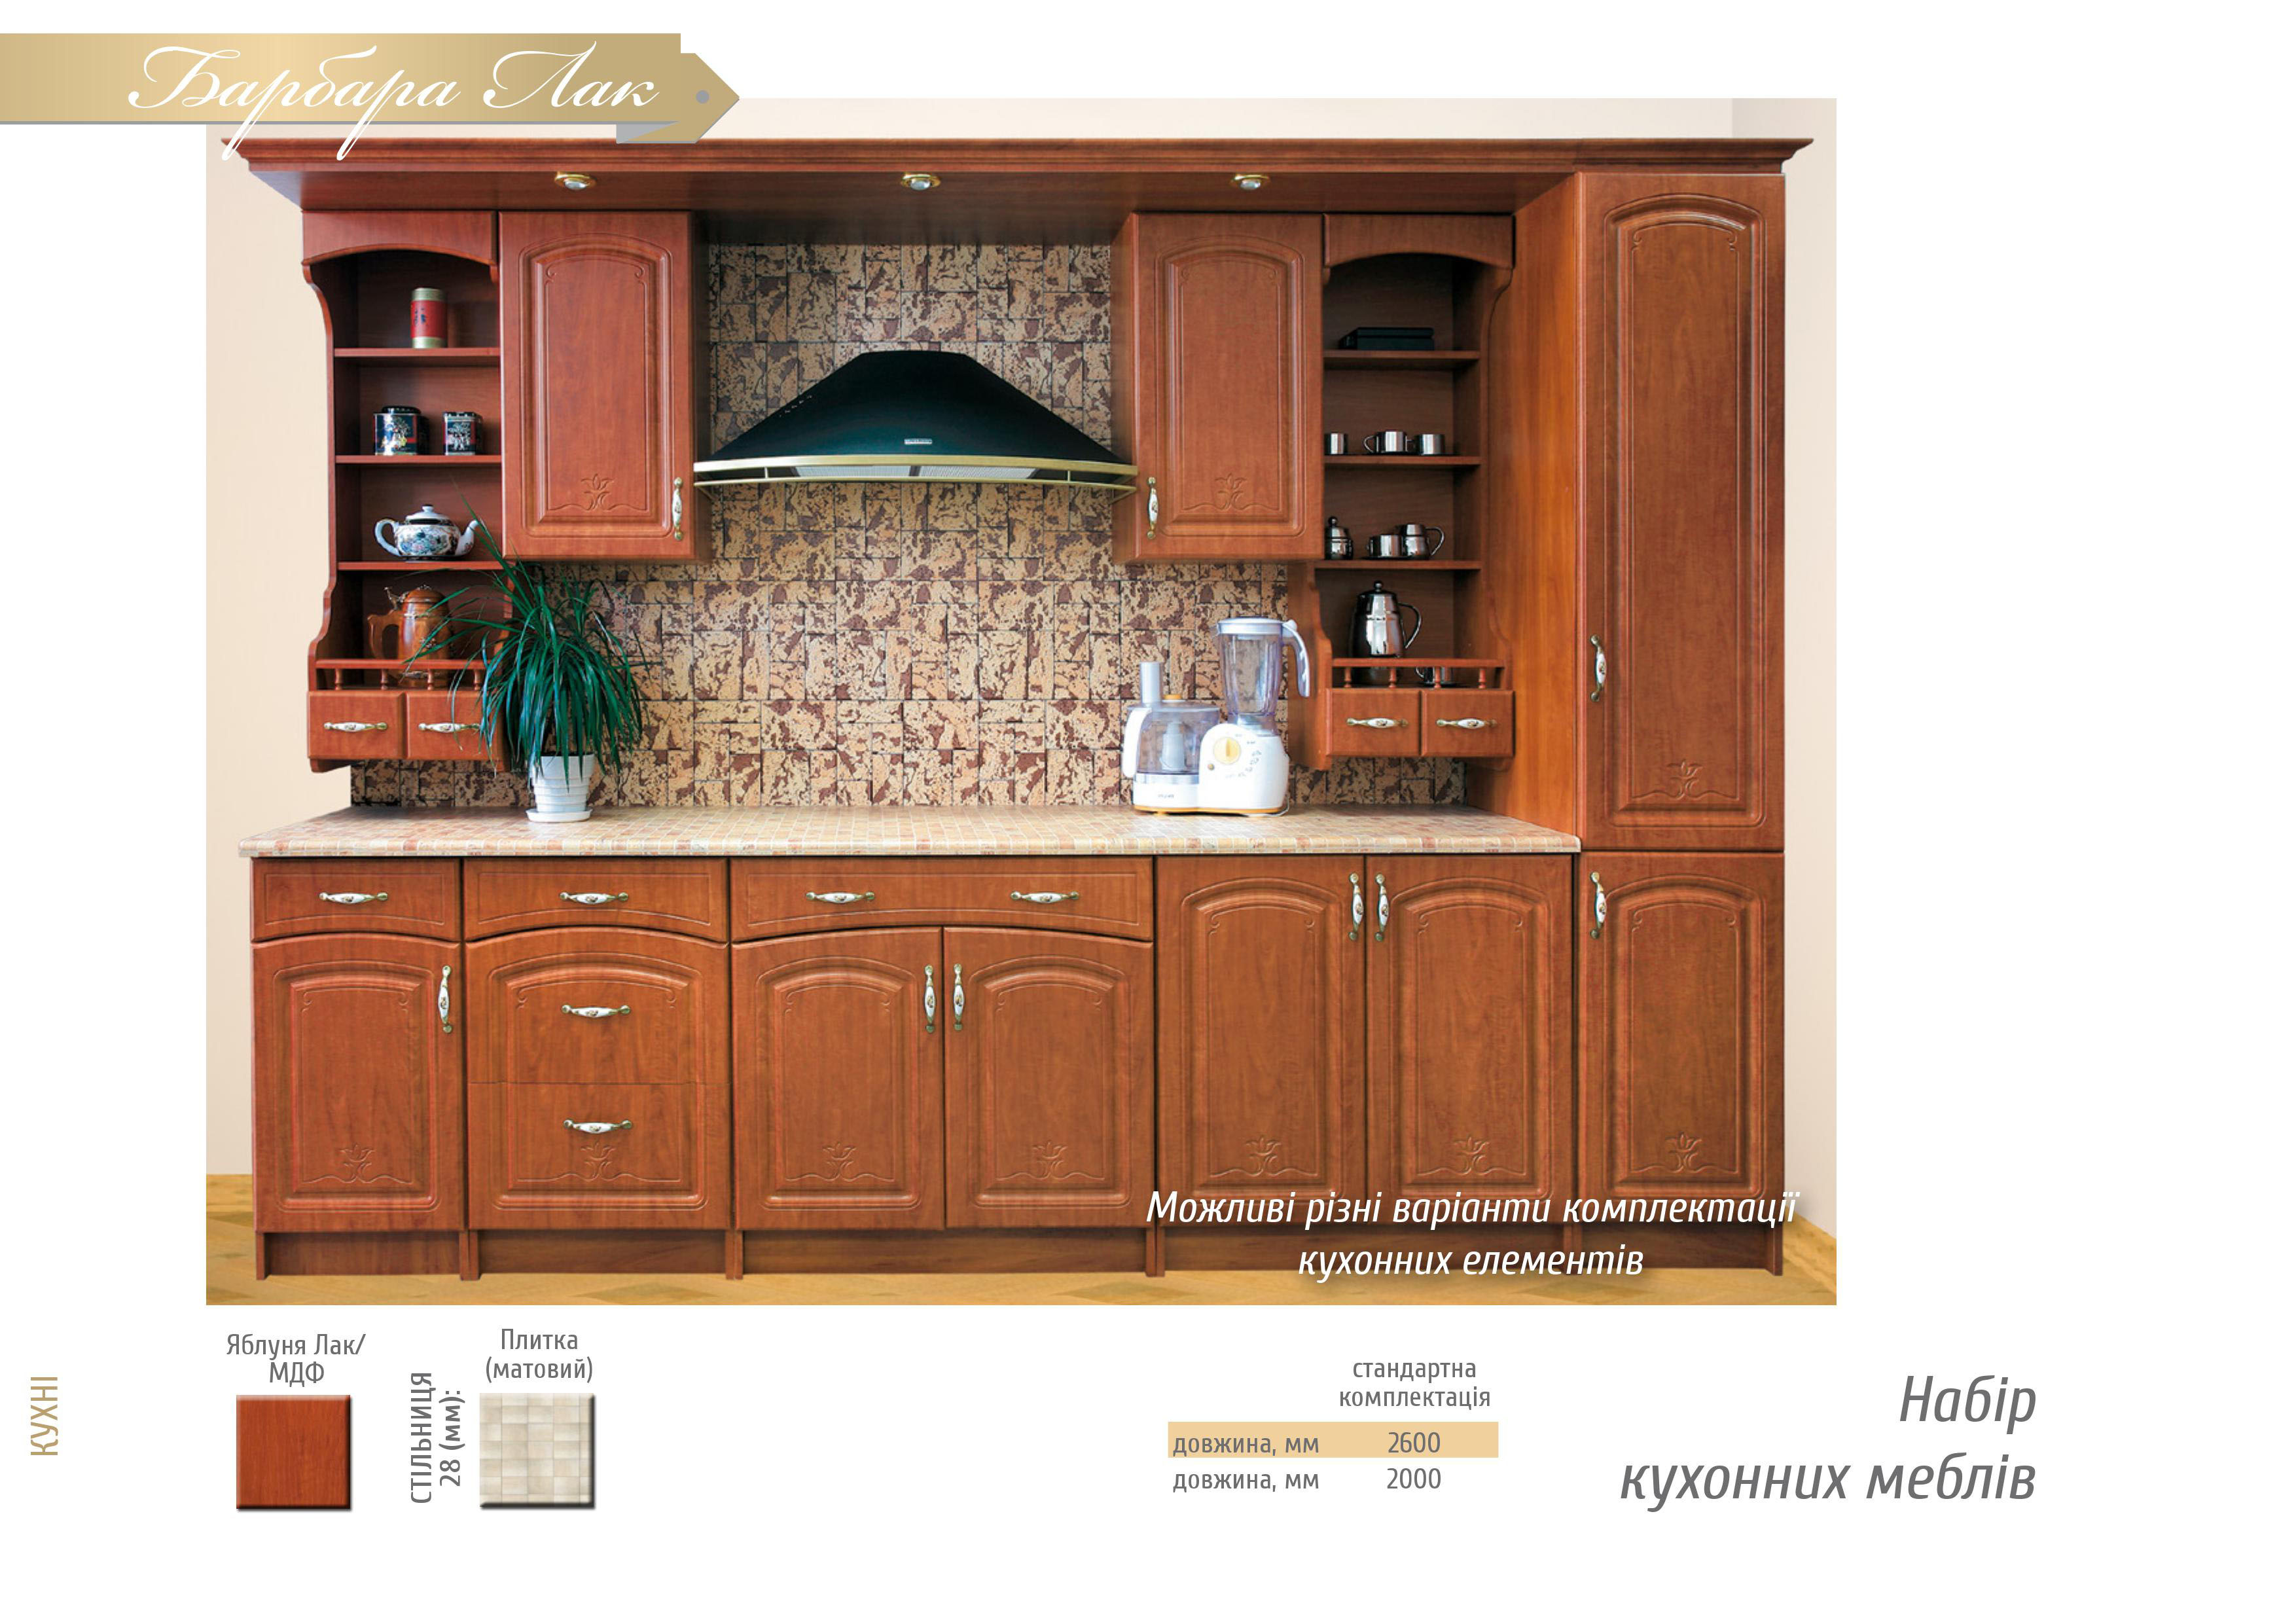 Барбара Лак
Можливі різні варіанти комплектації
кухонних елементів
Яблуня Лак/
МДФ
СТІЛЬНИЦЯ
28 (мм):
Плитка
(матовий)
стандартна
комплектація
довжина, мм 2600
довжина, мм 2000
Набір
кухонних меблів
КУХНІ